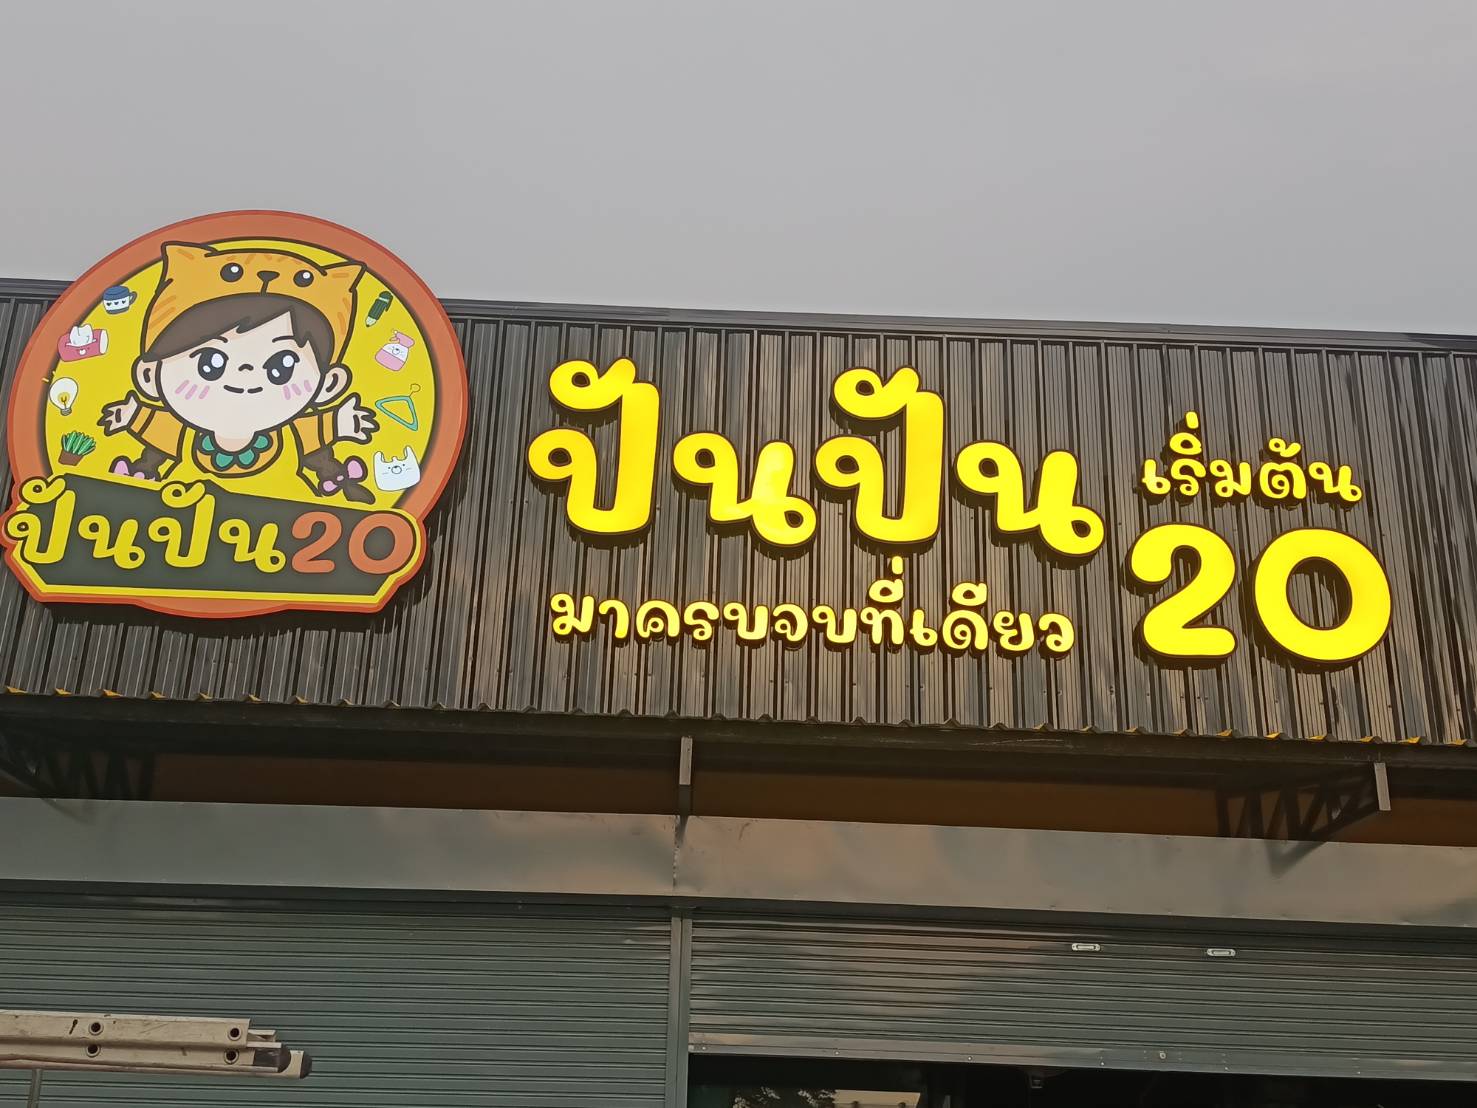 ปันปัน20
ปันปัน
เริ่มต้น
20
มาครบจบที่เดียว